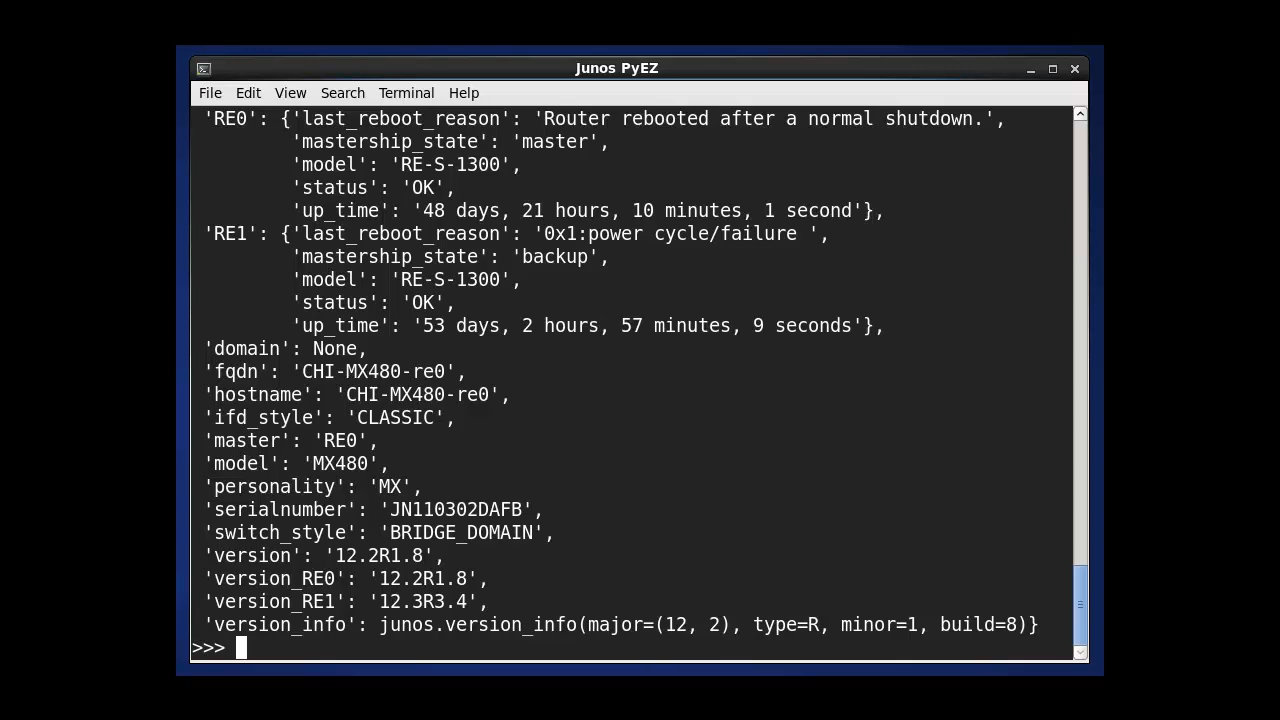 Junos PyEZ
File Edit View Search Terminal Help
'RE0': {'last_reboot_reason': 'Router rebooted after a normal shutdown.',
'mastership_state': 'master',
'model': 'RE-S-1300',
'status': 'OK',
'up_time': '48 days, 21 hours, 10 minutes, 1 second'},
'RE1': {'last_reboot_reason': '0x1:power cycle/failure ',
'mastership_state': 'backup',
'model': 'RE-S-1300',
'status': 'OK',
'up_time': '53 days, 2 hours, 57 minutes, 9 seconds'},
'domain': None,
'fqdn': 'CHI-MX480-re0',
'hostname': 'CHI-MX480-re0',
'ifd_style': 'CLASSIC',
'master': 'RE0',
'model': 'MX480',
'personality': 'MX',
'serialnumber': 'JN110302DAFB',
'switch_style': 'BRIDGE_DOMAIN',
'version': '12.2R1.8',
'version_RE0': '12.2R1.8',
'version_RE1': '12.3R3.4',
'version_info': junos.version_info(major=(12, 2), type=R, minor=1, build=8)}
>>>